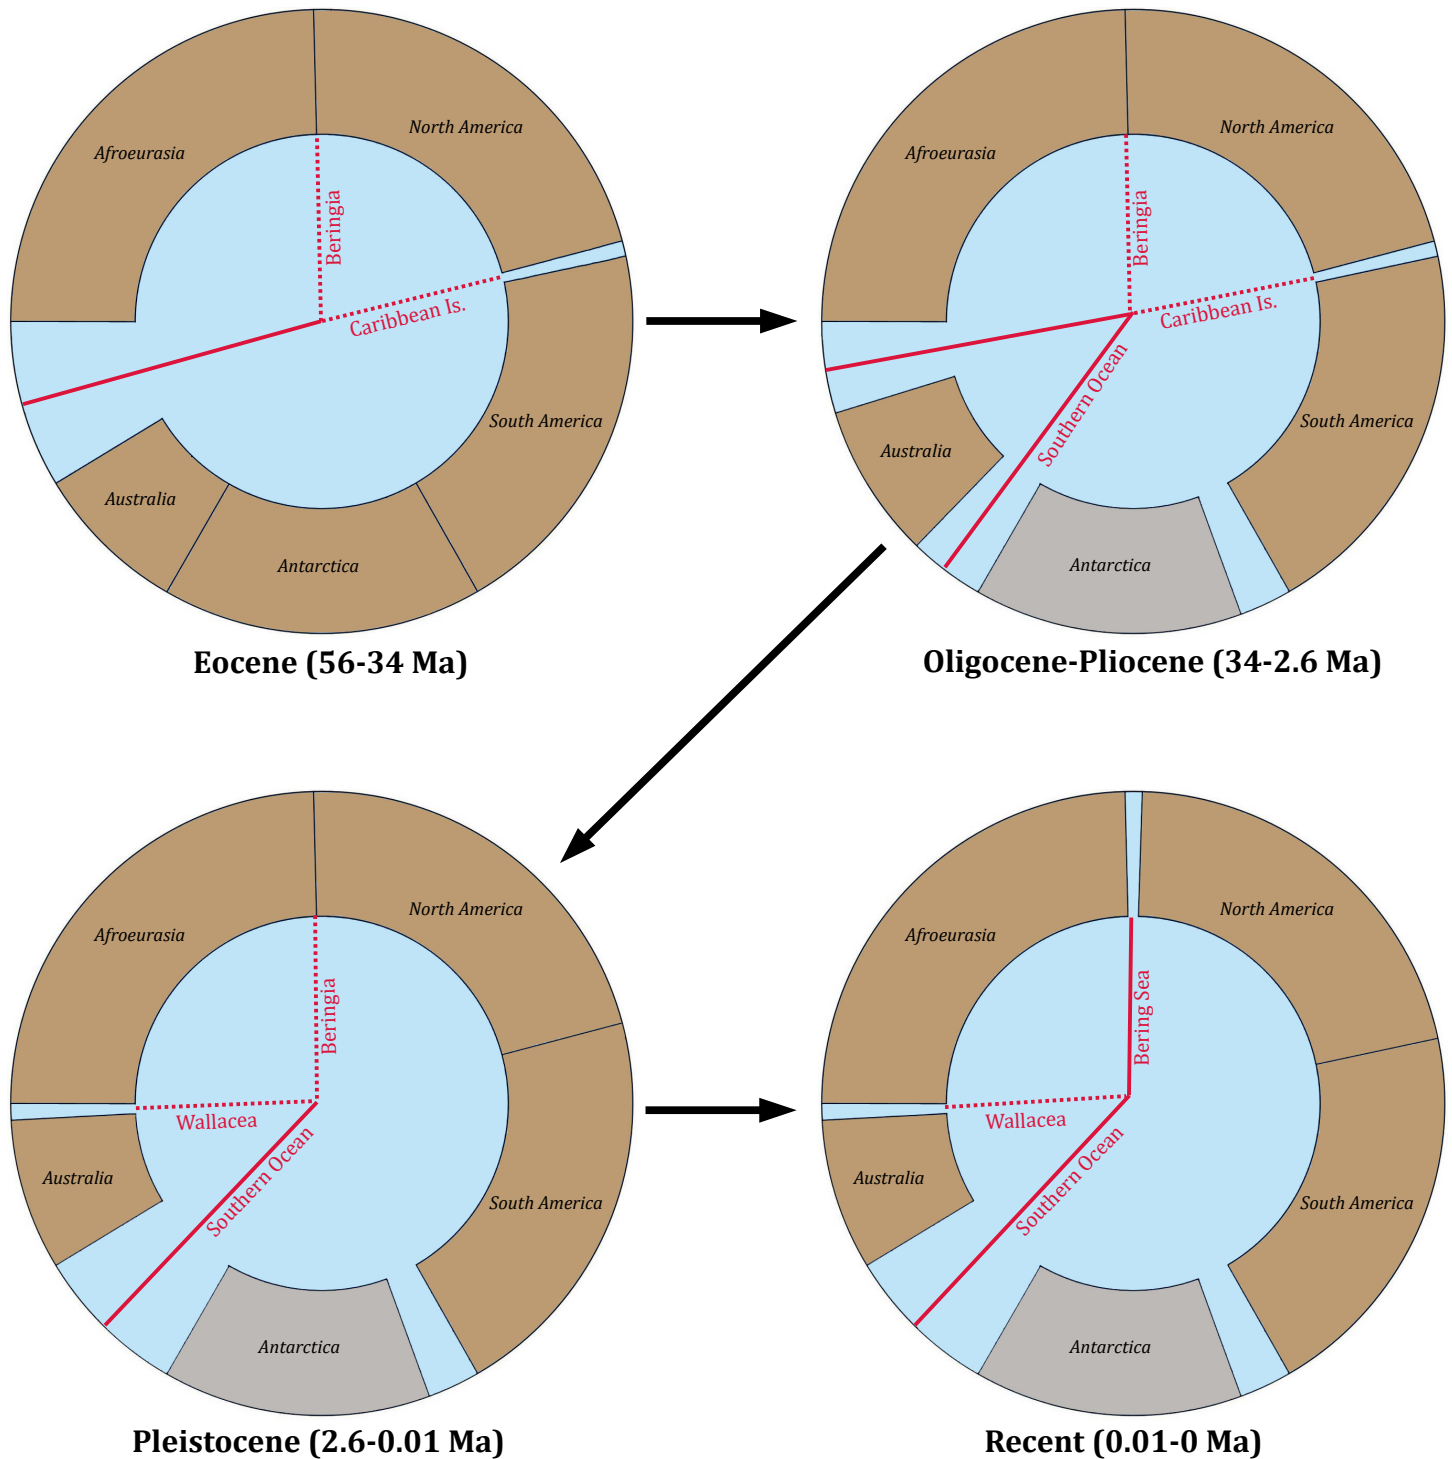 Afroeurasia
North America
Beringia
Caribbean Is.
South America
Australia
Antarctica
Eocene (56-34 Ma)
Afroeurasia
North America
Beringia
Caribbean Is.
Southern Ocean
South America
Australia
Antarctica
Oligocene-Pliocene (34-2.6 Ma)
Afroeurasia
North America
Beringia
Wallacea
Southern Ocean
Australia
South America
Antarctica
Pleistocene (2.6-0.01 Ma)
Afroeurasia
North America
Bering Sea
Wallacea
Southern Ocean
Australia
South America
Antarctica
Recent (0.01-0 Ma)